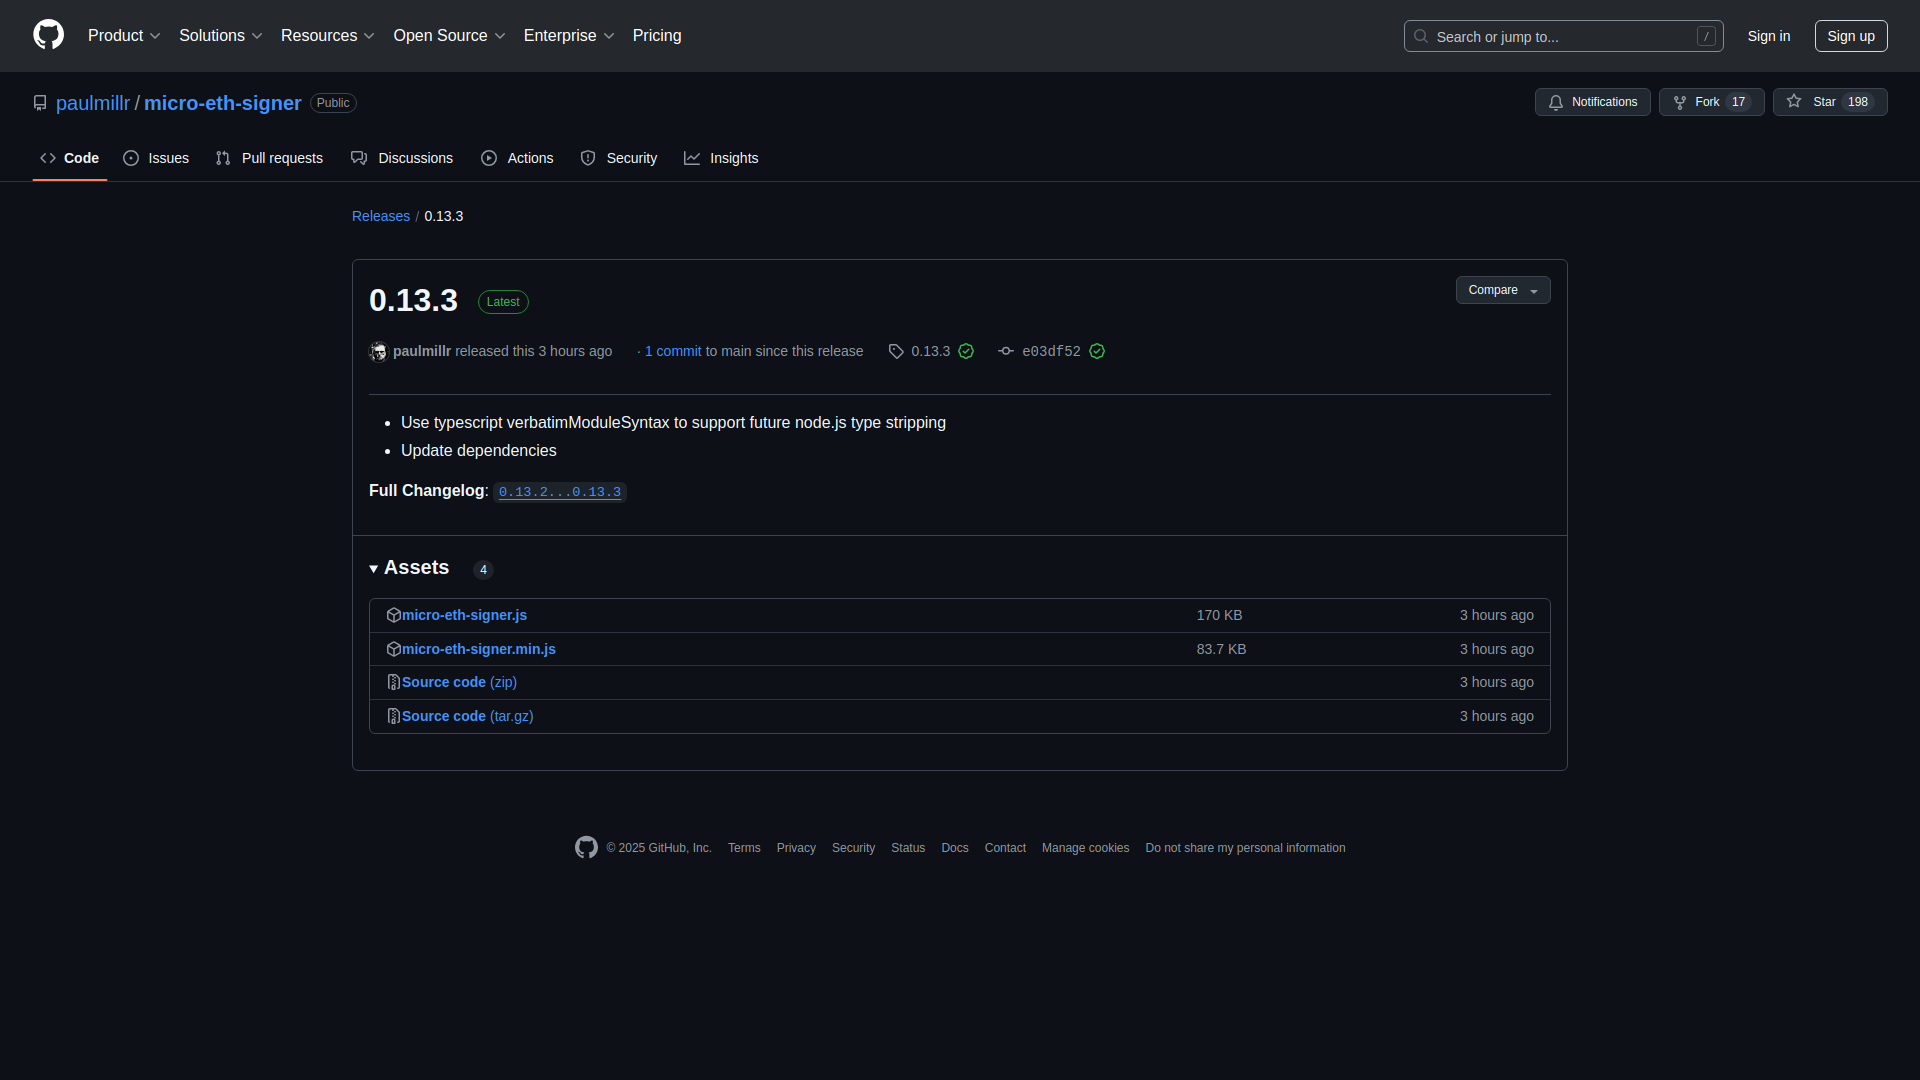 Product Solutions Resources Open Source Enterprise Pricing Search or jump to... / Sign in Sign up
paulmillr / micro-eth-signer Public Notifications Fork 17 Star 198
Code Issues Pull requests Discussions Actions Security Insights
Releases / 0.13.3
0.13.3 Latest Compare
paulmillr released this 3 hours ago · 1 commit to main since this release 0.13.3 e03df52
• Use typescript verbatimModuleSyntax to support future node.js type stripping
• Update dependencies
Full Changelog: 0.13.2...0.13.3
Assets 4
micro-eth-signer.js 170 KB 3 hours ago
micro-eth-signer.min.js 83.7 KB 3 hours ago
Source code (zip) 3 hours ago
Source code (tar.gz) 3 hours ago
© 2025 GitHub, Inc. Terms Privacy Security Status Docs Contact Manage cookies Do not share my personal information